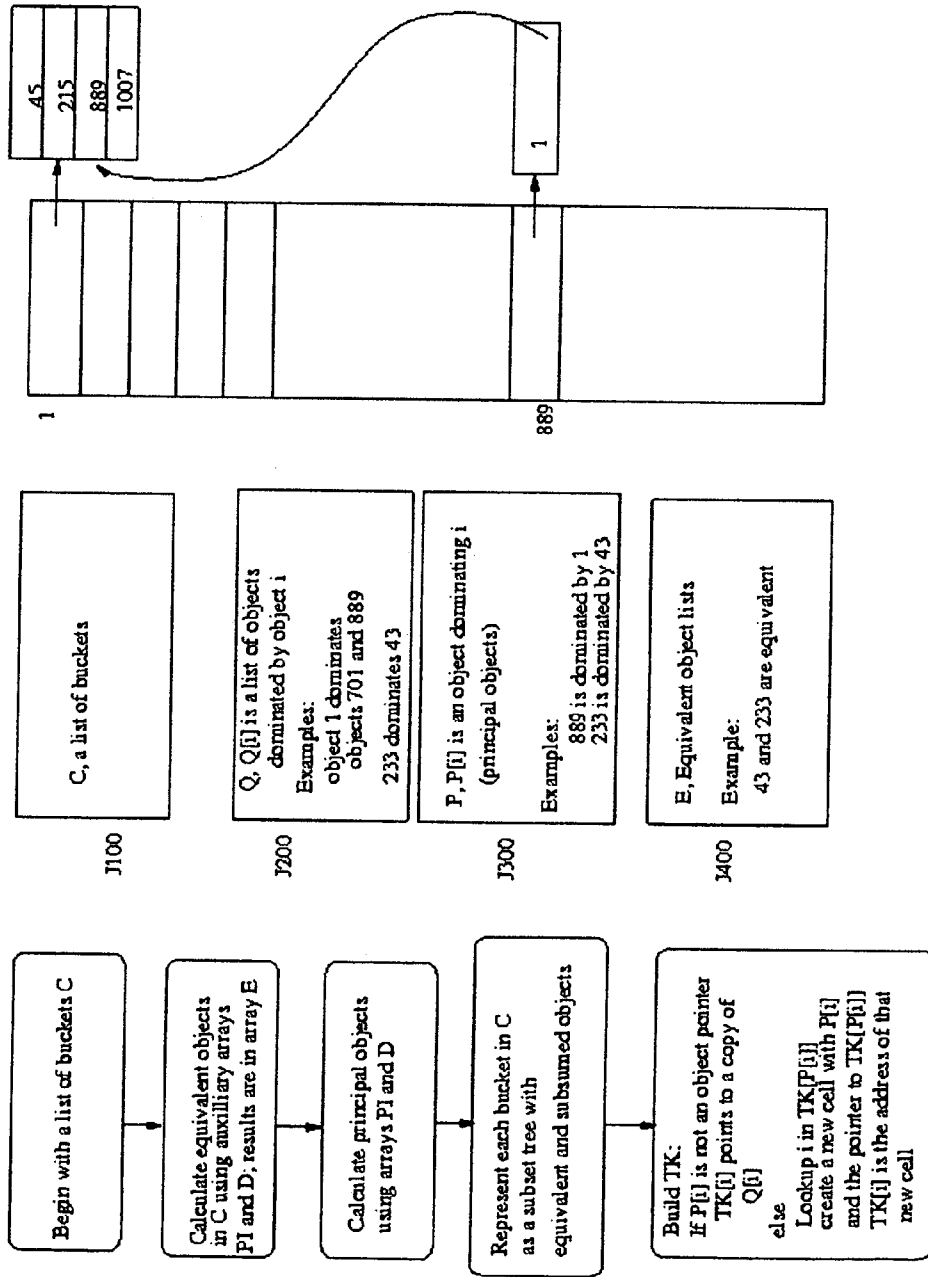 Begin with a list of buckets C
Calculate equivalent objects
in C using auxilliary arrays
PI and D; results are in array E
Calculate principal objects
using arrays PI and D
Represent each bucket in C
as a subset tree with
equivalent and subsumed objects
Build TK:
If P[i] is not an object pointer
TK[i] points to a copy of
Q[i]
else
Lookup i in TK[P[i]]
create a new cell with P[i]
and the pointer to TK[P[i]]
TK[i] is the address of that
new cell
J100
C, a list of buckets
J200
Q, Q[i] is a list of objects
dominated by object i
Examples:
object 1 dominates
objects 701 and 889
233 dominates 43
J300
P, P[i] is an object dominating i
(principal objects)
Examples:
889 is dominated by 1
233 is dominated by 43
J400
E, Equivalent object lists
Example:
43 and 233 are equivalent
1
889
45
215
889
1007
1